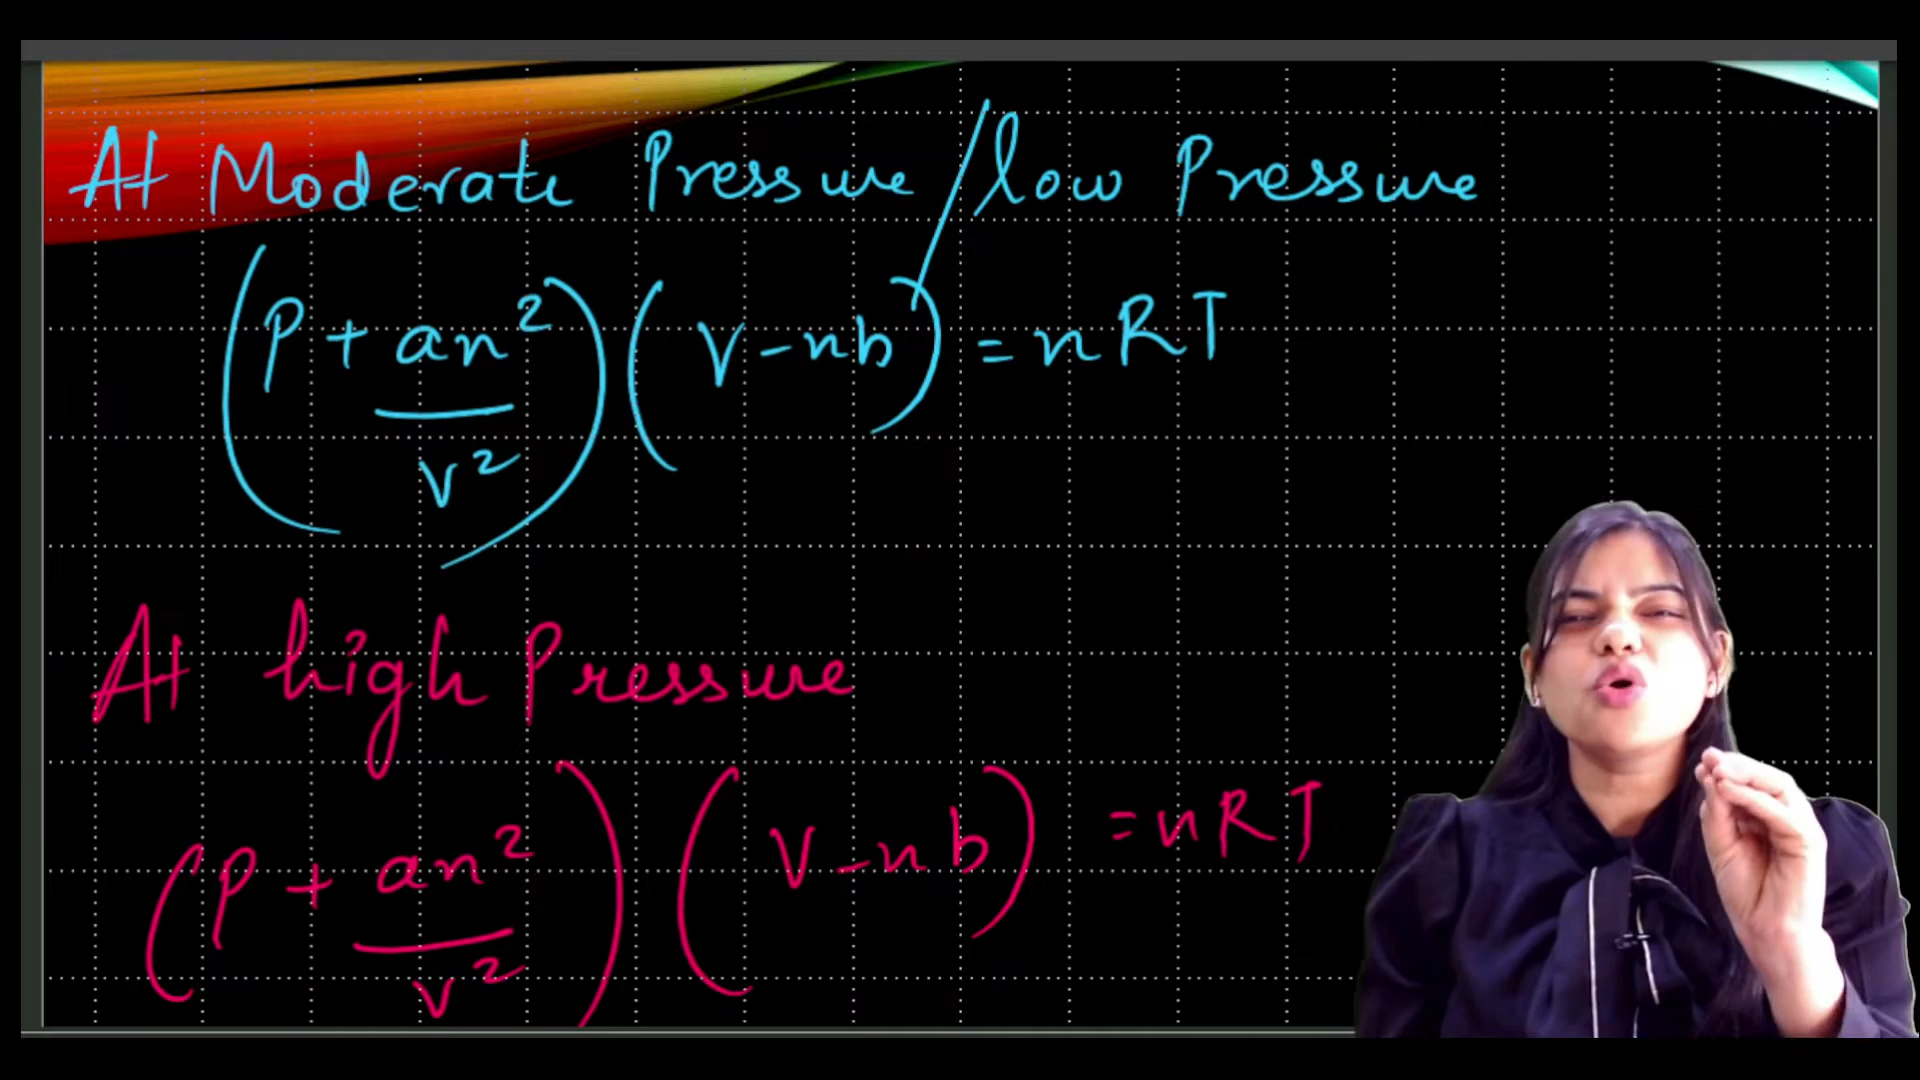 At Moderate Pressure / low Pressure
(P + an²/v²) (V - nb) = nRT
At high Pressure
(P + an²/v²) (V - nb) = nRT